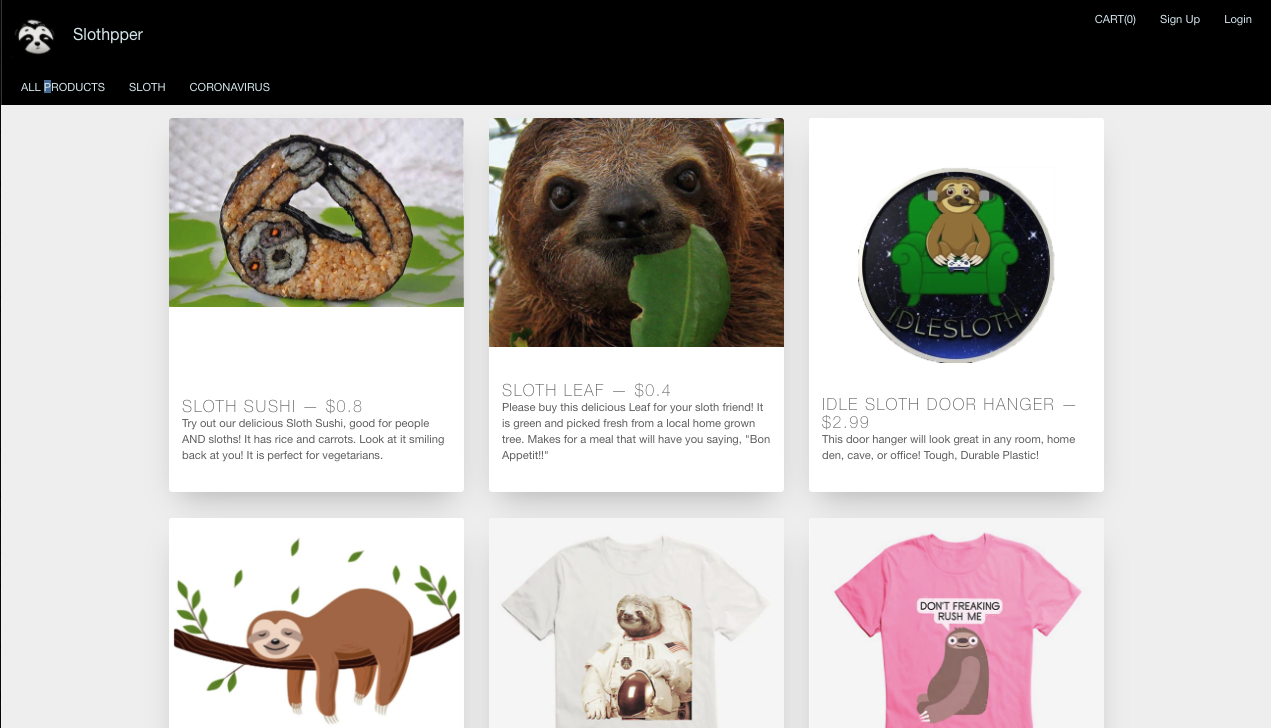 Slothpper
CART(0) Sign Up Login
ALL PRODUCTS SLOTH CORONAVIRUS
SLOTH SUSHI — $0.8
Try out our delicious Sloth Sushi, good for people
AND sloths! It has rice and carrots. Look at it smiling
back at you! It is perfect for vegetarians.
SLOTH LEAF — $0.4
Please buy this delicious Leaf for your sloth friend! It
is green and picked fresh from a local home grown
tree. Makes for a meal that will have you saying, "Bon
Appetit!!"
IDLESLOTH
IDLE SLOTH DOOR HANGER —
$2.99
This door hanger will look great in any room, home
den, cave, or office! Tough, Durable Plastic!
DON'T FREAKING
RUSH ME